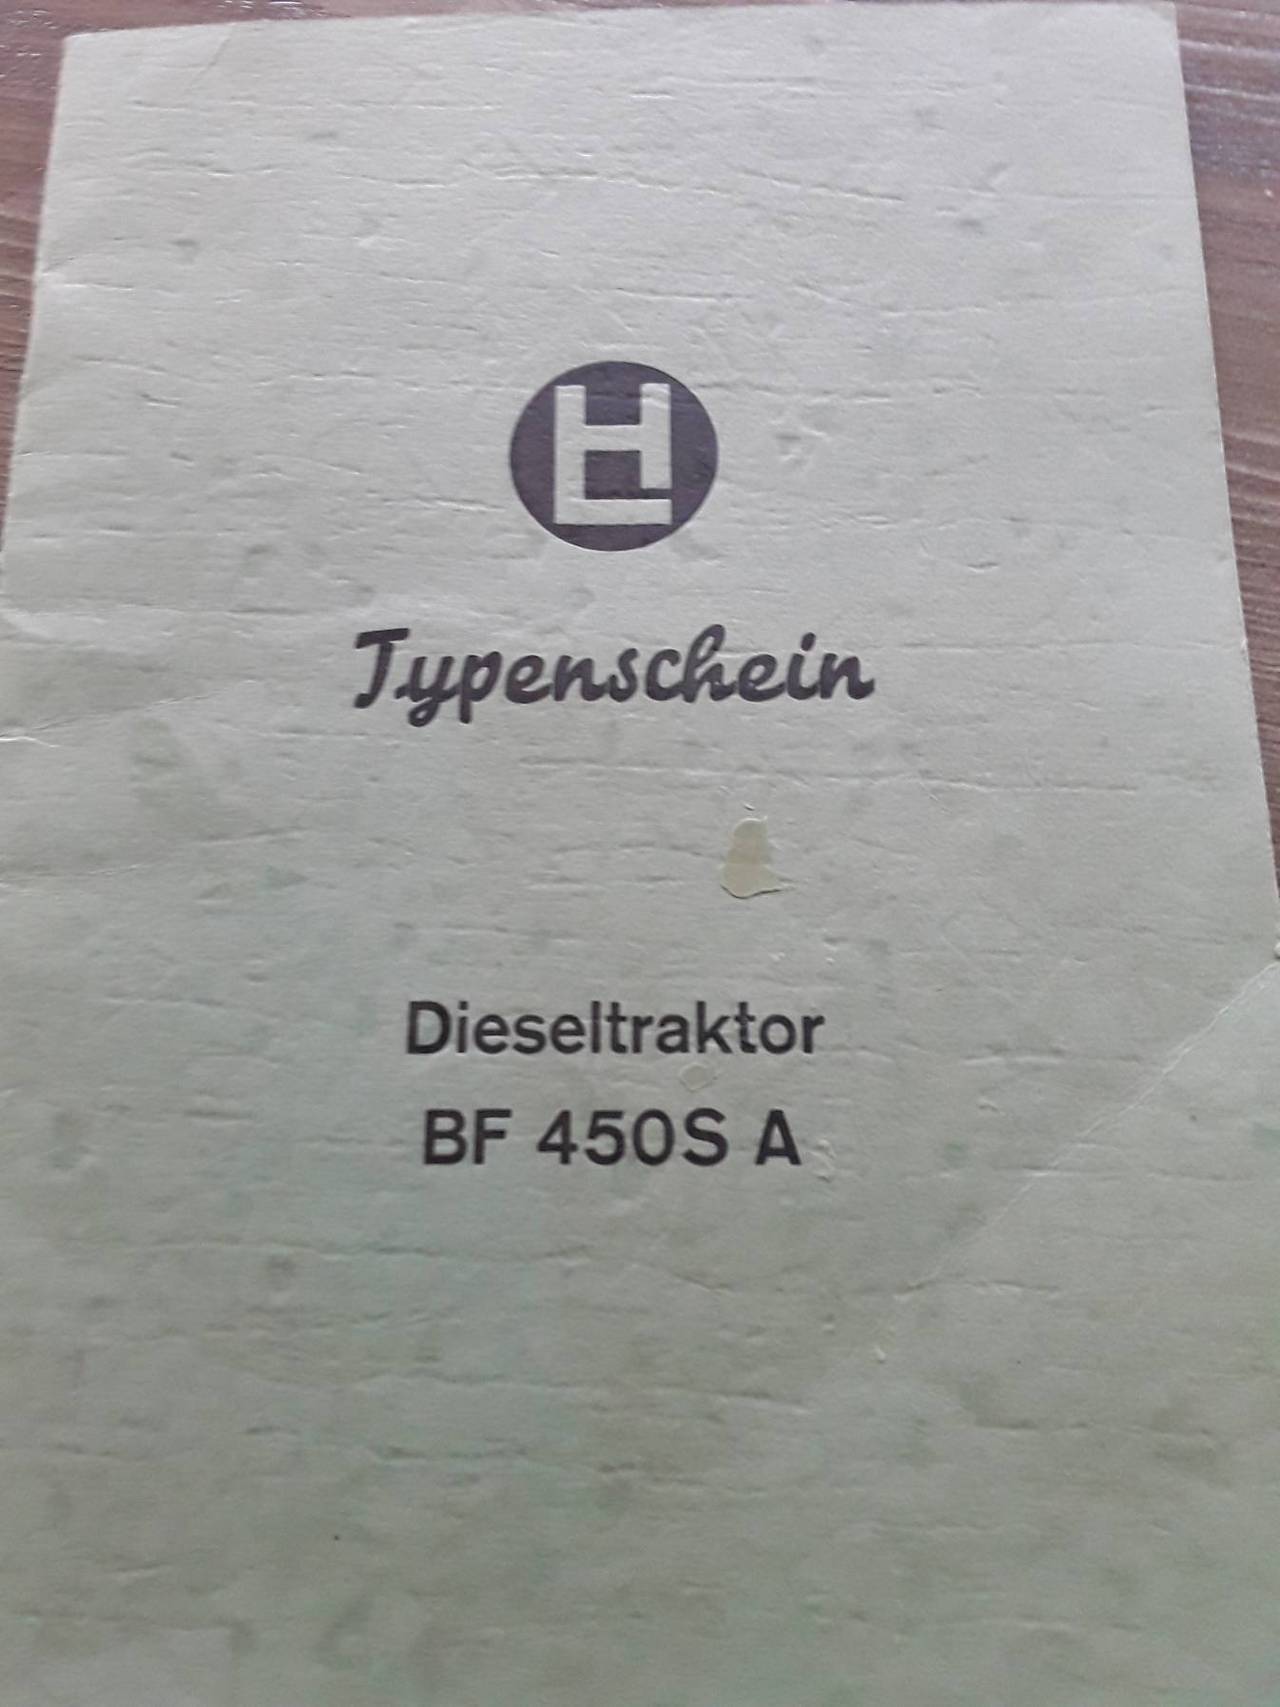 Typenschein
Dieseltraktor
BF 450S A